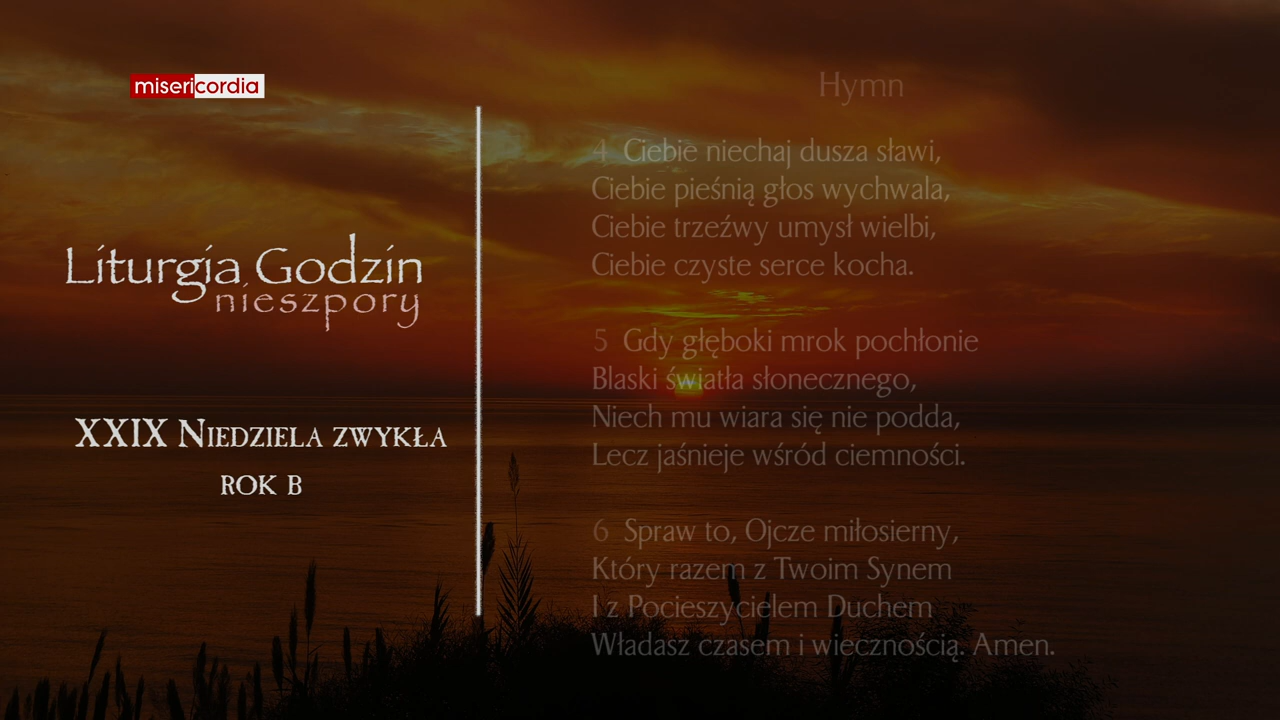 misericordia
Liturgia Godzin
nieszpory
XXIX Niedziela zwykła
rok B
Hymn
4 Ciebie niechaj dusza sławi,
Ciebie pieśnią głos wychwala,
Ciebie trzeźwy umysł wielbi,
Ciebie czyste serce kocha.
5 Gdy głęboki mrok pochłonie
Blaski światła słonecznego,
Niech mu wiara się nie podda,
Lecz jaśnieje wśród ciemności.
6 Spraw to, Ojcze miłosierny,
Który razem z Twoim Synem
I z Pocieszycielem Duchem
Władasz czasem i wiecznością. Amen.